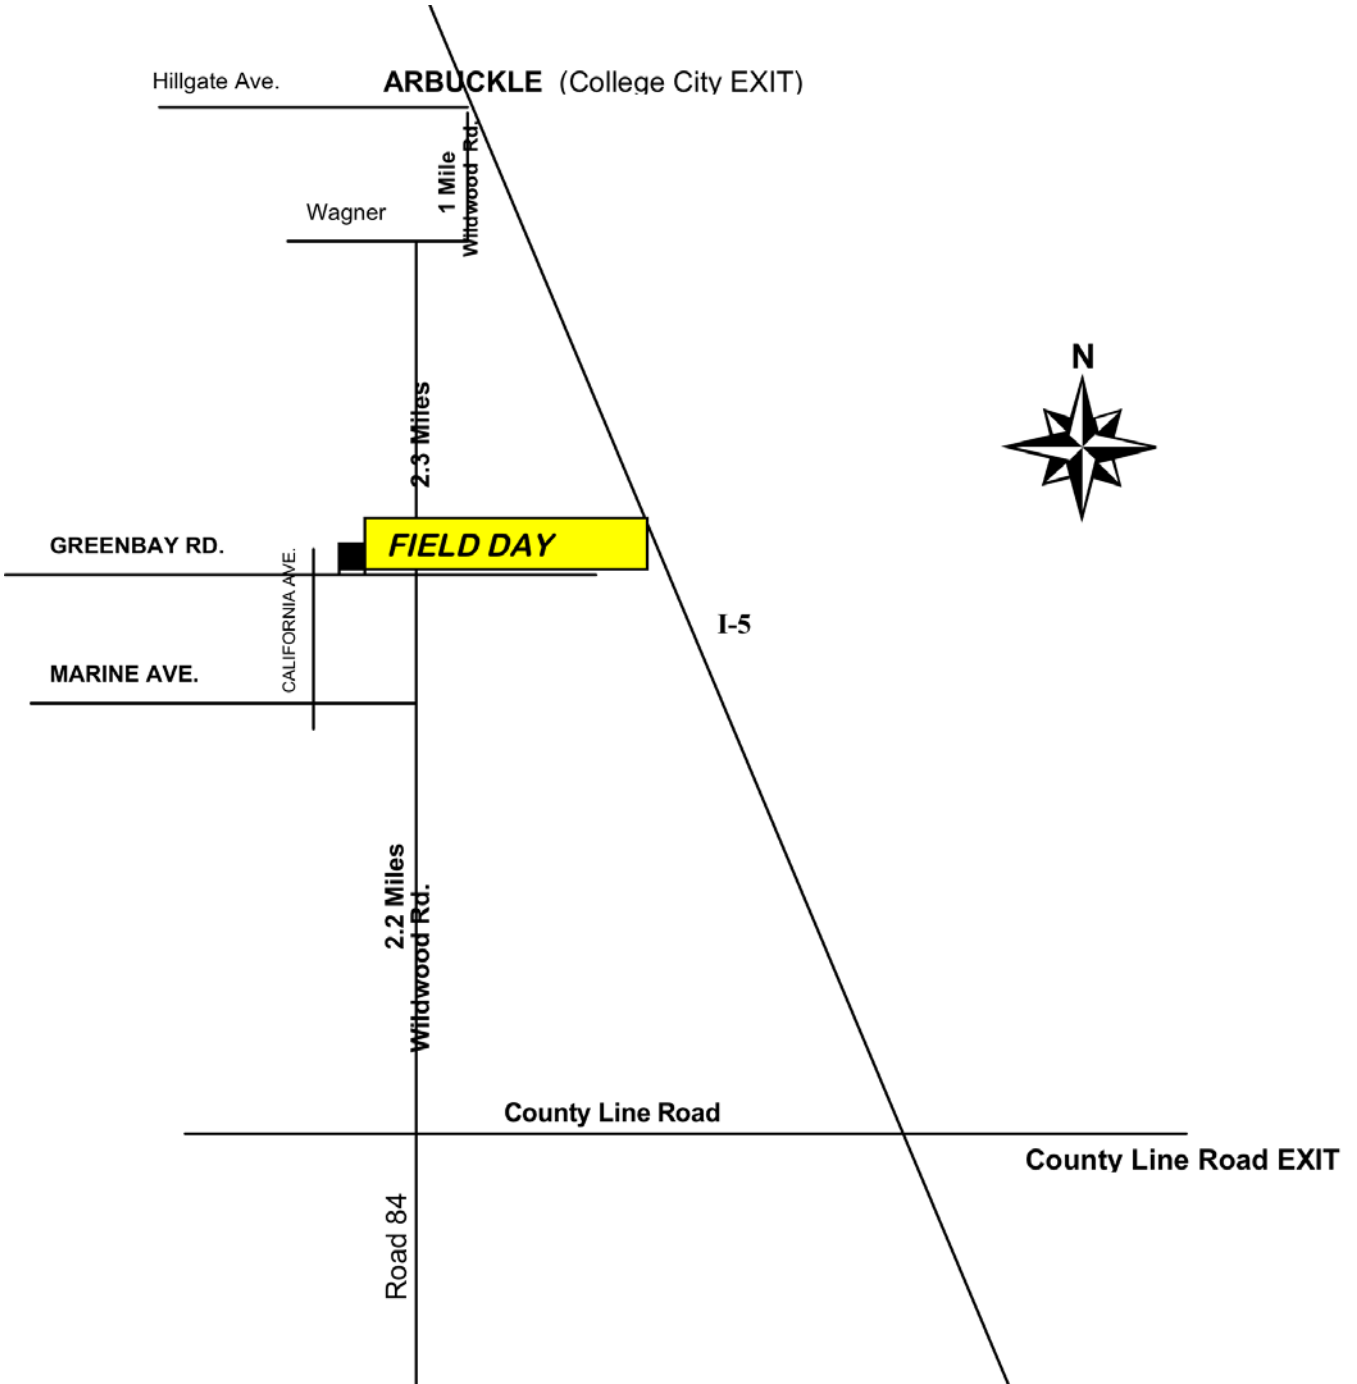 Hillgate Ave.
ARBUCKLE (College City EXIT)
1 Mile
Wildwood Rd.
Wagner
N
2.3 Miles
GREENBAY RD.
FIELD DAY
CALIFORNIA AVE.
I-5
MARINE AVE.
2.2 Miles
Wildwood Rd.
County Line Road
County Line Road EXIT
Road 84